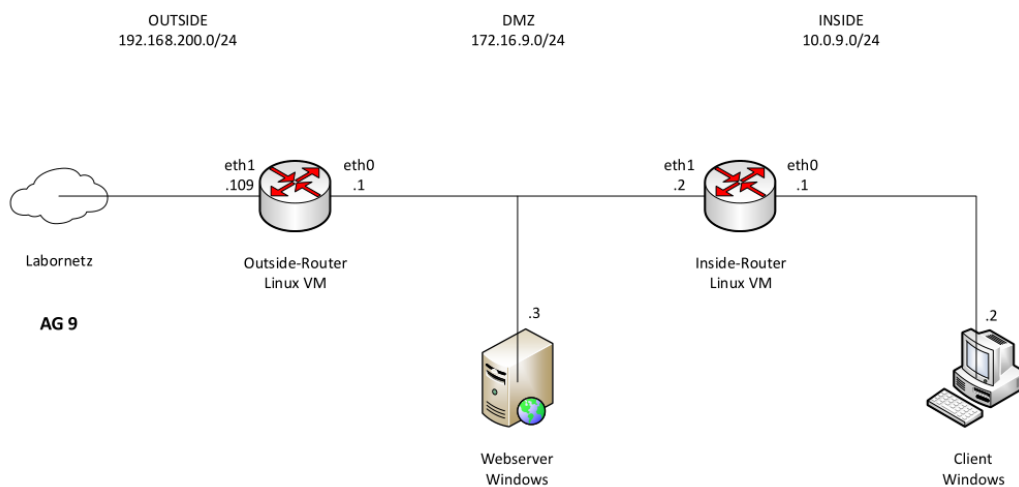 OUTSIDE
192.168.200.0/24
DMZ
172.16.9.0/24
INSIDE
10.0.9.0/24
eth1
.109
eth0
.1
eth1
.2
eth0
.1
Labornetz
Outside-Router
Linux VM
Inside-Router
Linux VM
AG 9
.3
.2
Webserver
Windows
Client
Windows